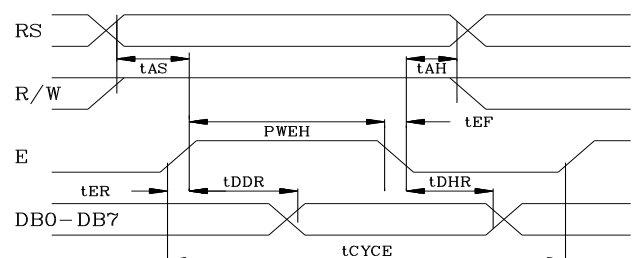 RS
tAS
tAH
R/W
PWEH
tEF
E
tER
tDDR
tDHR
DB0-DB7
tCYCE